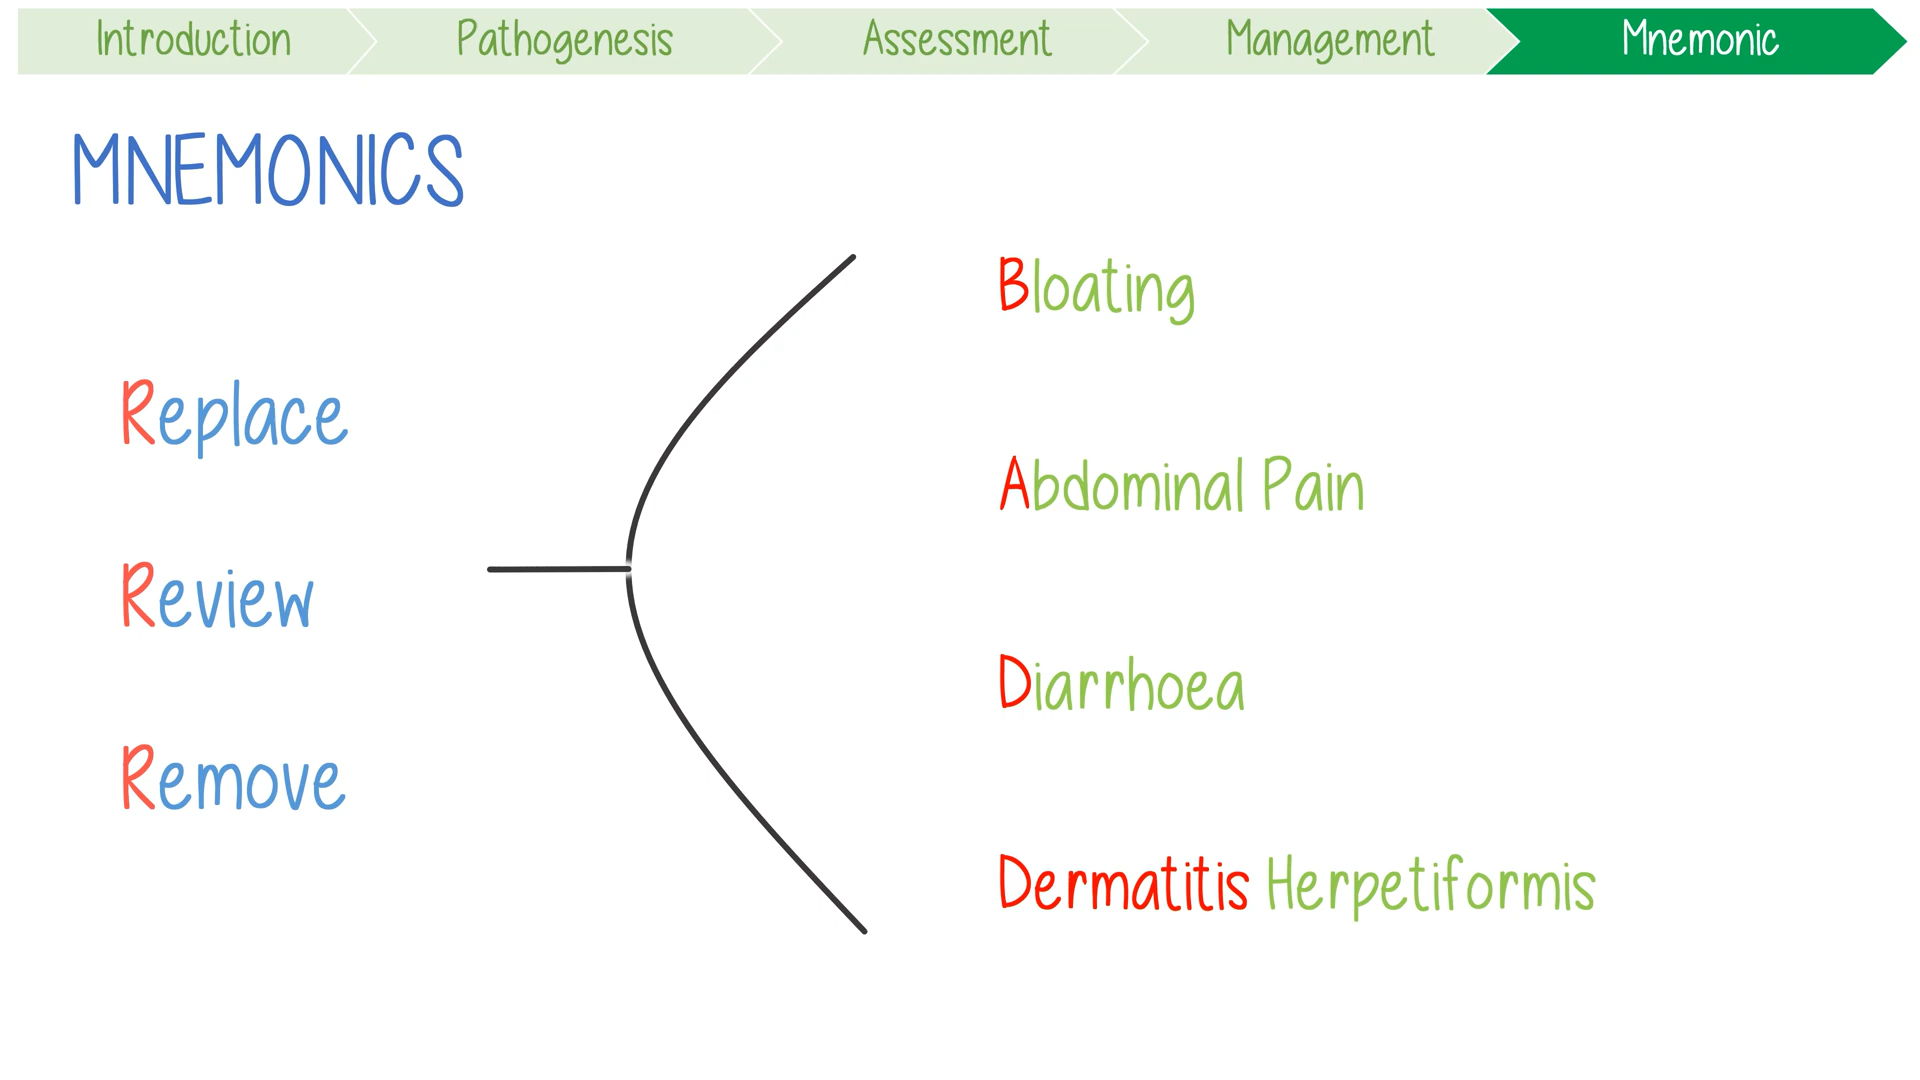 Introduction
Pathogenesis
Assessment
Management
Mnemonic
MNEMONICS
Replace
Review
Remove
Bloating
Abdominal Pain
Diarrhoea
Dermatitis Herpetiformis